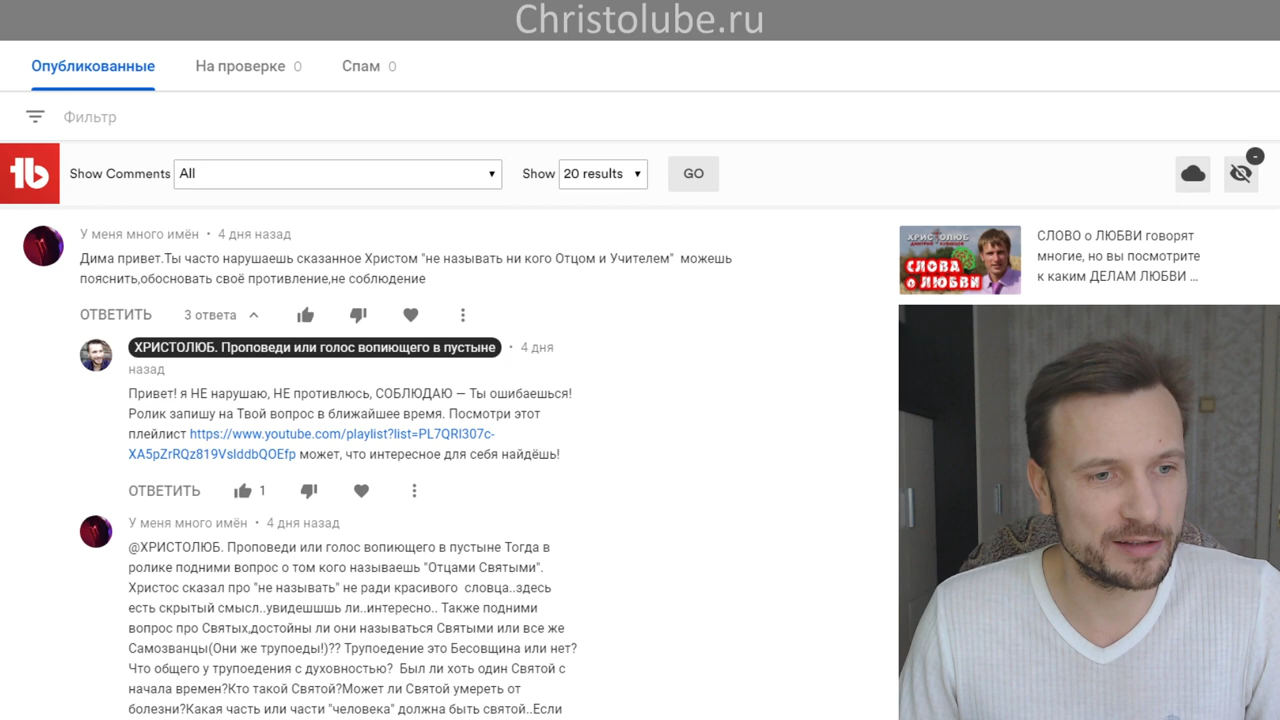 Christolube.ru
Опубликованные
На проверке 0
Спам 0
Фильтр
tb
Show Comments
All
Show
20 results
GO
-
У меня много имён • 4 дня назад
Дима привет.Ты часто нарушаешь сказанное Христом "не называть ни кого Отцом и Учителем" можешь
пояснить,обосновать своё противление,не соблюдение
ОТВЕТИТЬ
3 ответа
ХРИСТОЛЮБ. Проповеди или голос вопиющего в пустыне • 4 дня
назад
Привет! я НЕ нарушаю, НЕ противлюсь, СОБЛЮДАЮ — Ты ошибаешься!
Ролик запишу на Твой вопрос в ближайшее время. Посмотри этот
плейлист https://www.youtube.com/playlist?list=PL7QRl307c-
XA5pZrRQz819VslddbQOEfp может, что интересное для себя найдёшь!
ОТВЕТИТЬ
1
У меня много имён • 4 дня назад
@ХРИСТОЛЮБ. Проповеди или голос вопиющего в пустыне Тогда в
ролике подними вопрос о том кого называешь "Отцами Святыми".
Христос сказал про "не называть" не ради красивого словца..здесь
есть скрытый смысл..увидешшшь ли..интересно.. Также подними
вопрос про Святых,достойны ли они называться Святыми или все же
Самозванцы(Они же трупоеды!)?? Трупоедение это Бесовщина или нет?
Что общего у трупоедения с духовностью? Был ли хоть один Святой с
начала времен?Кто такой Святой?Может ли Святой умереть от
болезни?Какая часть или части "человека" должна быть святой..Если
ХРИСТОЛЮБ
СЛОВА
о ЛЮБВИ
СЛОВО о ЛЮБВИ говорят
многие, но вы посмотрите
к каким ДЕЛАМ ЛЮБВИ ...